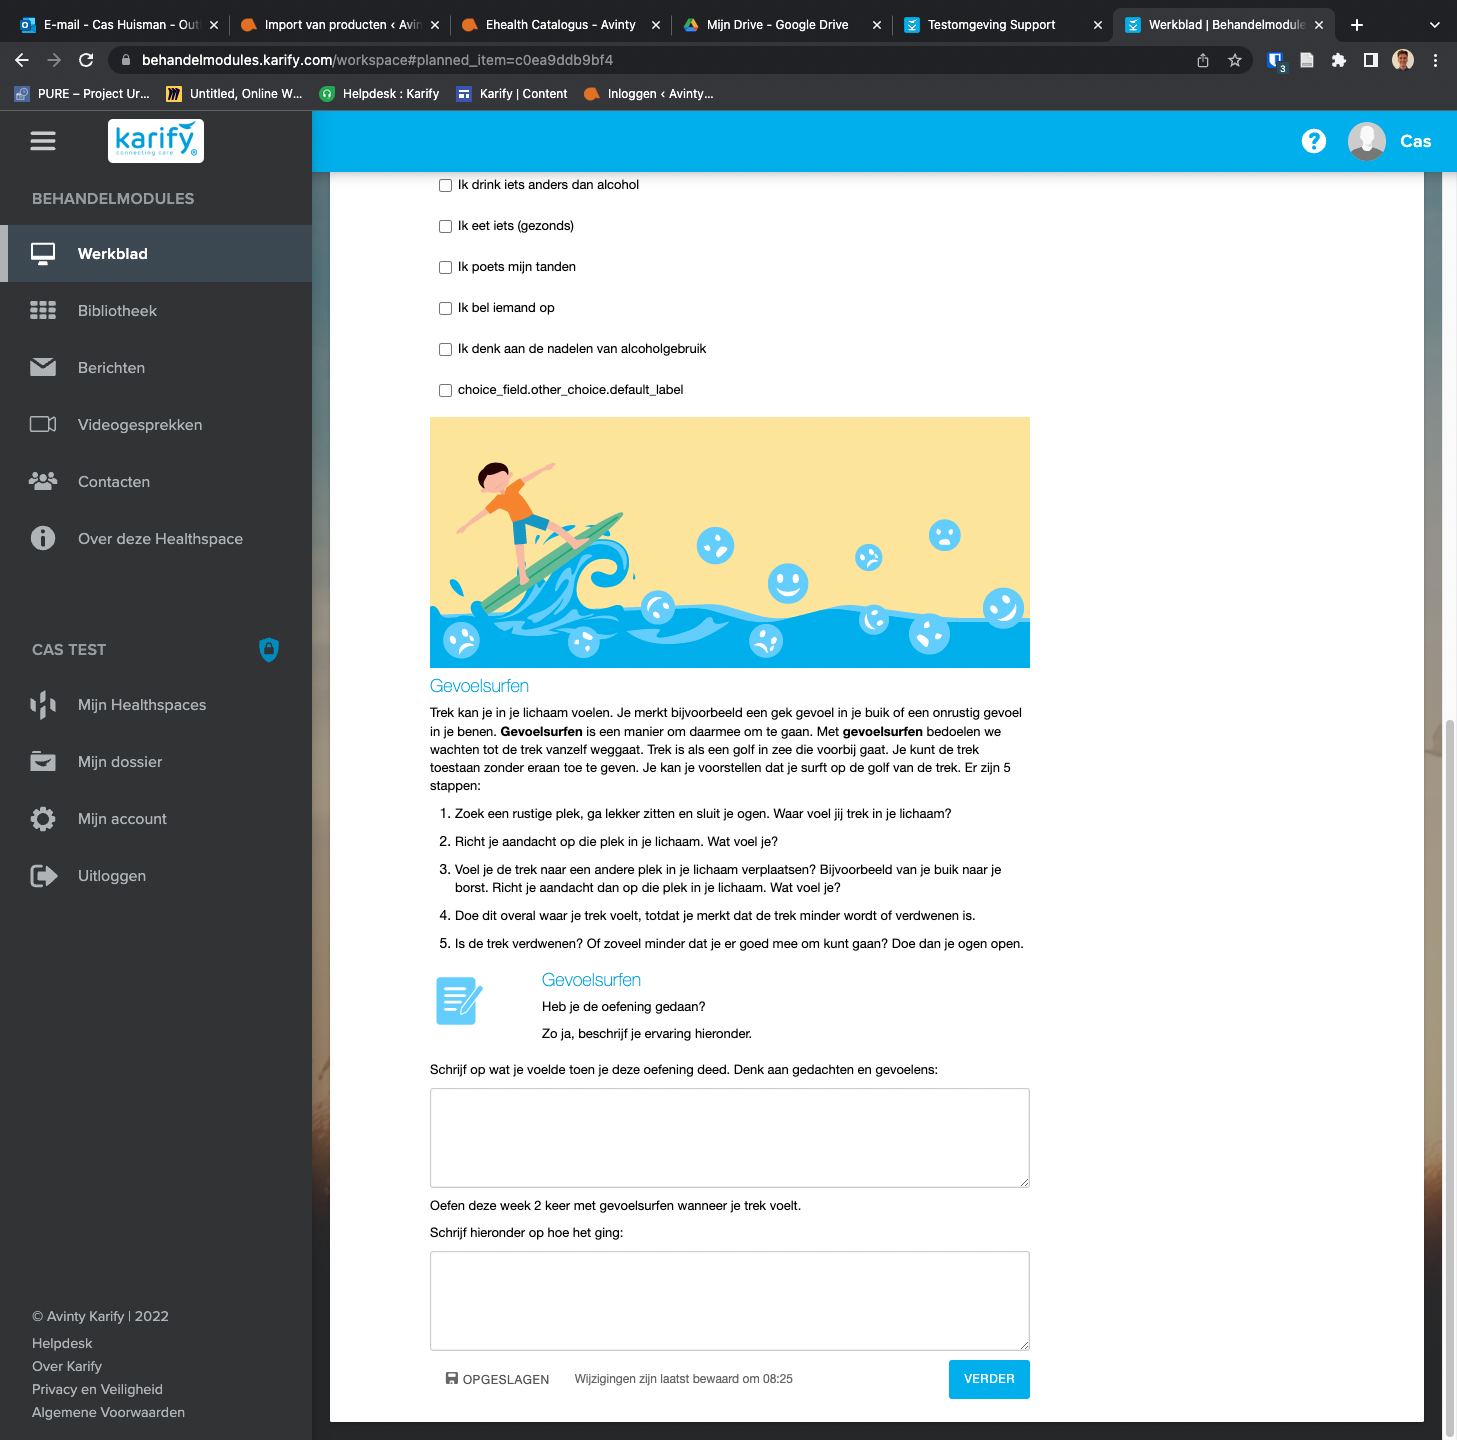 E-mail - Cas Huisman - Out
Import van producten ‹ Avin
Ehealth Catalogus - Avinty
Mijn Drive - Google Drive
Testomgeving Support
Werkblad | Behandelmodule
behandelmodules.karify.com/workspace#planned_item=c0ea9ddb9bf4
3
PURE – Project Ur...
Untitled, Online W...
Helpdesk : Karify
Karify | Content
Inloggen ‹ Avinty...
karify
connecting care
Cas
BEHANDELMODULES
Werkblad
Bibliotheek
Berichten
Videogesprekken
Contacten
Over deze Healthspace
CAS TEST
Mijn Healthspaces
Mijn dossier
Mijn account
Uitloggen
© Avinty Karify | 2022
Helpdesk
Over Karify
Privacy en Veiligheid
Algemene Voorwaarden
Ik drink iets anders dan alcohol
Ik eet iets (gezonds)
Ik poets mijn tanden
Ik bel iemand op
Ik denk aan de nadelen van alcoholgebruik
choice_field.other_choice.default_label
Gevoelsurfen
Trek kan je in je lichaam voelen. Je merkt bijvoorbeeld een gek gevoel in je buik of een onrustig gevoel
in je benen. Gevoelsurfen is een manier om daarmee om te gaan. Met gevoelsurfen bedoelen we
wachten tot de trek vanzelf weggaat. Trek is als een golf in zee die voorbij gaat. Je kunt de trek
toestaan zonder eraan toe te geven. Je kan je voorstellen dat je surft op de golf van de trek. Er zijn 5
stappen:
1. Zoek een rustige plek, ga lekker zitten en sluit je ogen. Waar voel jij trek in je lichaam?
2. Richt je aandacht op die plek in je lichaam. Wat voel je?
3. Voel je de trek naar een andere plek in je lichaam verplaatsen? Bijvoorbeeld van je buik naar je
borst. Richt je aandacht dan op die plek in je lichaam. Wat voel je?
4. Doe dit overal waar je trek voelt, totdat je merkt dat de trek minder wordt of verdwenen is.
5. Is de trek verdwenen? Of zoveel minder dat je er goed mee om kunt gaan? Doe dan je ogen open.
Gevoelsurfen
Heb je de oefening gedaan?
Zo ja, beschrijf je ervaring hieronder.
Schrijf op wat je voelde toen je deze oefening deed. Denk aan gedachten en gevoelens:
Oefen deze week 2 keer met gevoelsurfen wanneer je trek voelt.
Schrijf hieronder op hoe het ging:
OPGESLAGEN
Wijzigingen zijn laatst bewaard om 08:25
VERDER